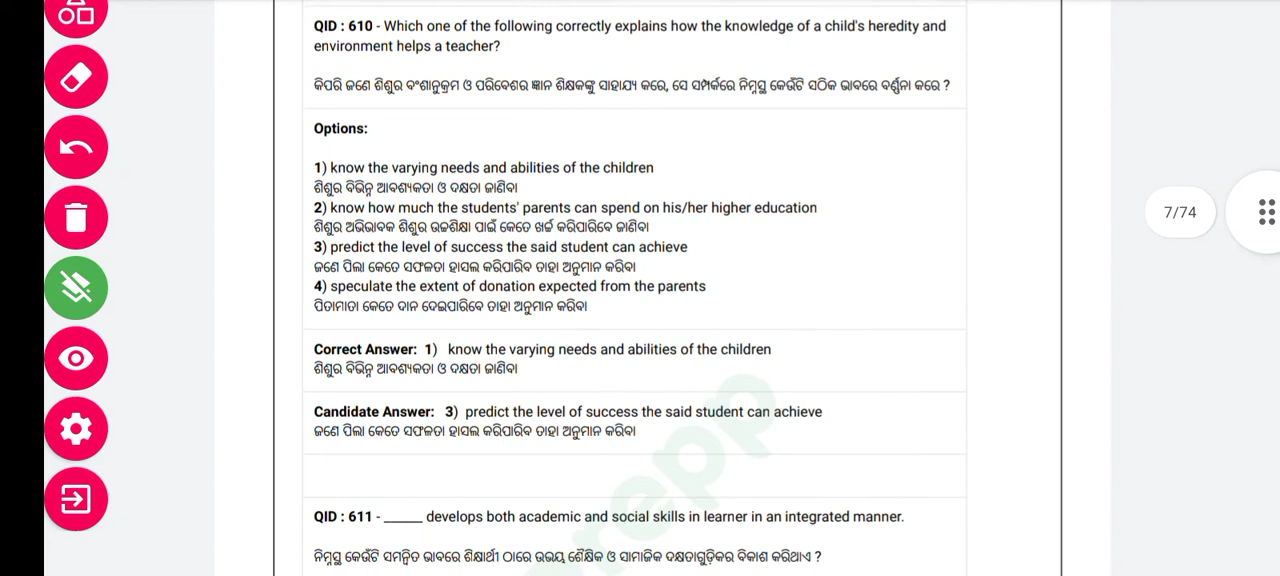 QID : 610 - Which one of the following correctly explains how the knowledge of a child's heredity and
environment helps a teacher?
କିପରି ଜଣେ ଶିଶୁର ବଂଶାନୁକ୍ରମ ଓ ପରିବେଶର ଜ୍ଞାନ ଶିକ୍ଷକଙ୍କୁ ସାହାଯ୍ୟ କରେ, ସେ ସମ୍ପର୍କରେ ନିମ୍ନସ୍ଥ କେଉଁଟି ସଠିକ ଭାବରେ ବର୍ଣ୍ଣନା କରେ ?
Options:
1) know the varying needs and abilities of the children
ଶିଶୁର ବିଭିନ୍ନ ଆବଶ୍ୟକତା ଓ ଦକ୍ଷତା ଜାଣିବା
2) know how much the students' parents can spend on his/her higher education
ଶିଶୁର ଅଭିଭାବକ ଶିଶୁର ଉଚ୍ଚଶିକ୍ଷା ପାଇଁ କେତେ ଖର୍ଚ୍ଚ କରିପାରିବେ ଜାଣିବା
3) predict the level of success the said student can achieve
ଜଣେ ପିଲା କେତେ ସଫଳତା ହାସଲ କରିପାରିବ ତାହା ଅନୁମାନ କରିବା
4) speculate the extent of donation expected from the parents
ପିତାମାତା କେତେ ଦାନ ଦେଇପାରିବେ ତାହା ଅନୁମାନ କରିବା
7/74
Correct Answer: 1) know the varying needs and abilities of the children
ଶିଶୁର ବିଭିନ୍ନ ଆବଶ୍ୟକତା ଓ ଦକ୍ଷତା ଜାଣିବା
Candidate Answer: 3) predict the level of success the said student can achieve
ଜଣେ ପିଲା କେତେ ସଫଳତା ହାସଲ କରିପାରିବ ତାହା ଅନୁମାନ କରିବା
QID : 611 - _____ develops both academic and social skills in learner in an integrated manner.
ନିମ୍ନସ୍ଥ କେଉଁଟି ସମନ୍ୱିତ ଭାବରେ ଶିକ୍ଷାର୍ଥୀ ଠାରେ ଉଭୟ ଶୈକ୍ଷିକ ଓ ସାମାଜିକ ଦକ୍ଷତାଗୁଡ଼ିକର ବିକାଶ କରିଥାଏ ?